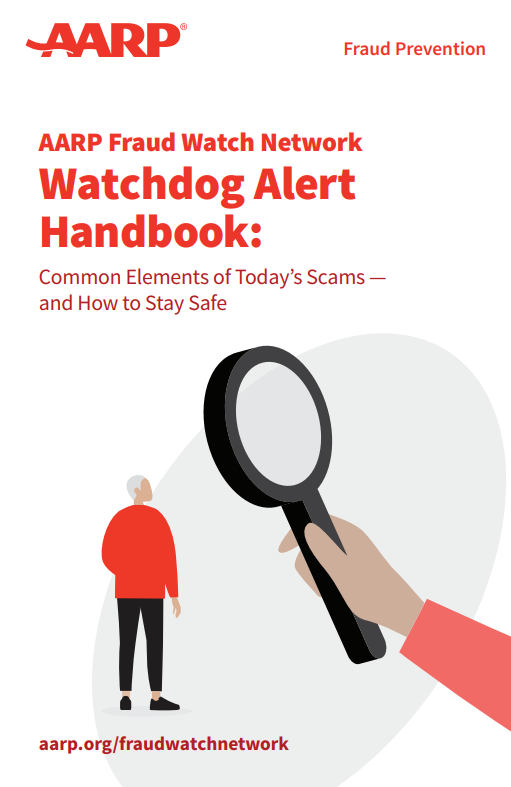 AARP®
Fraud Prevention
AARP Fraud Watch Network
Watchdog Alert
Handbook:
Common Elements of Today’s Scams —
and How to Stay Safe
aarp.org/fraudwatchnetwork